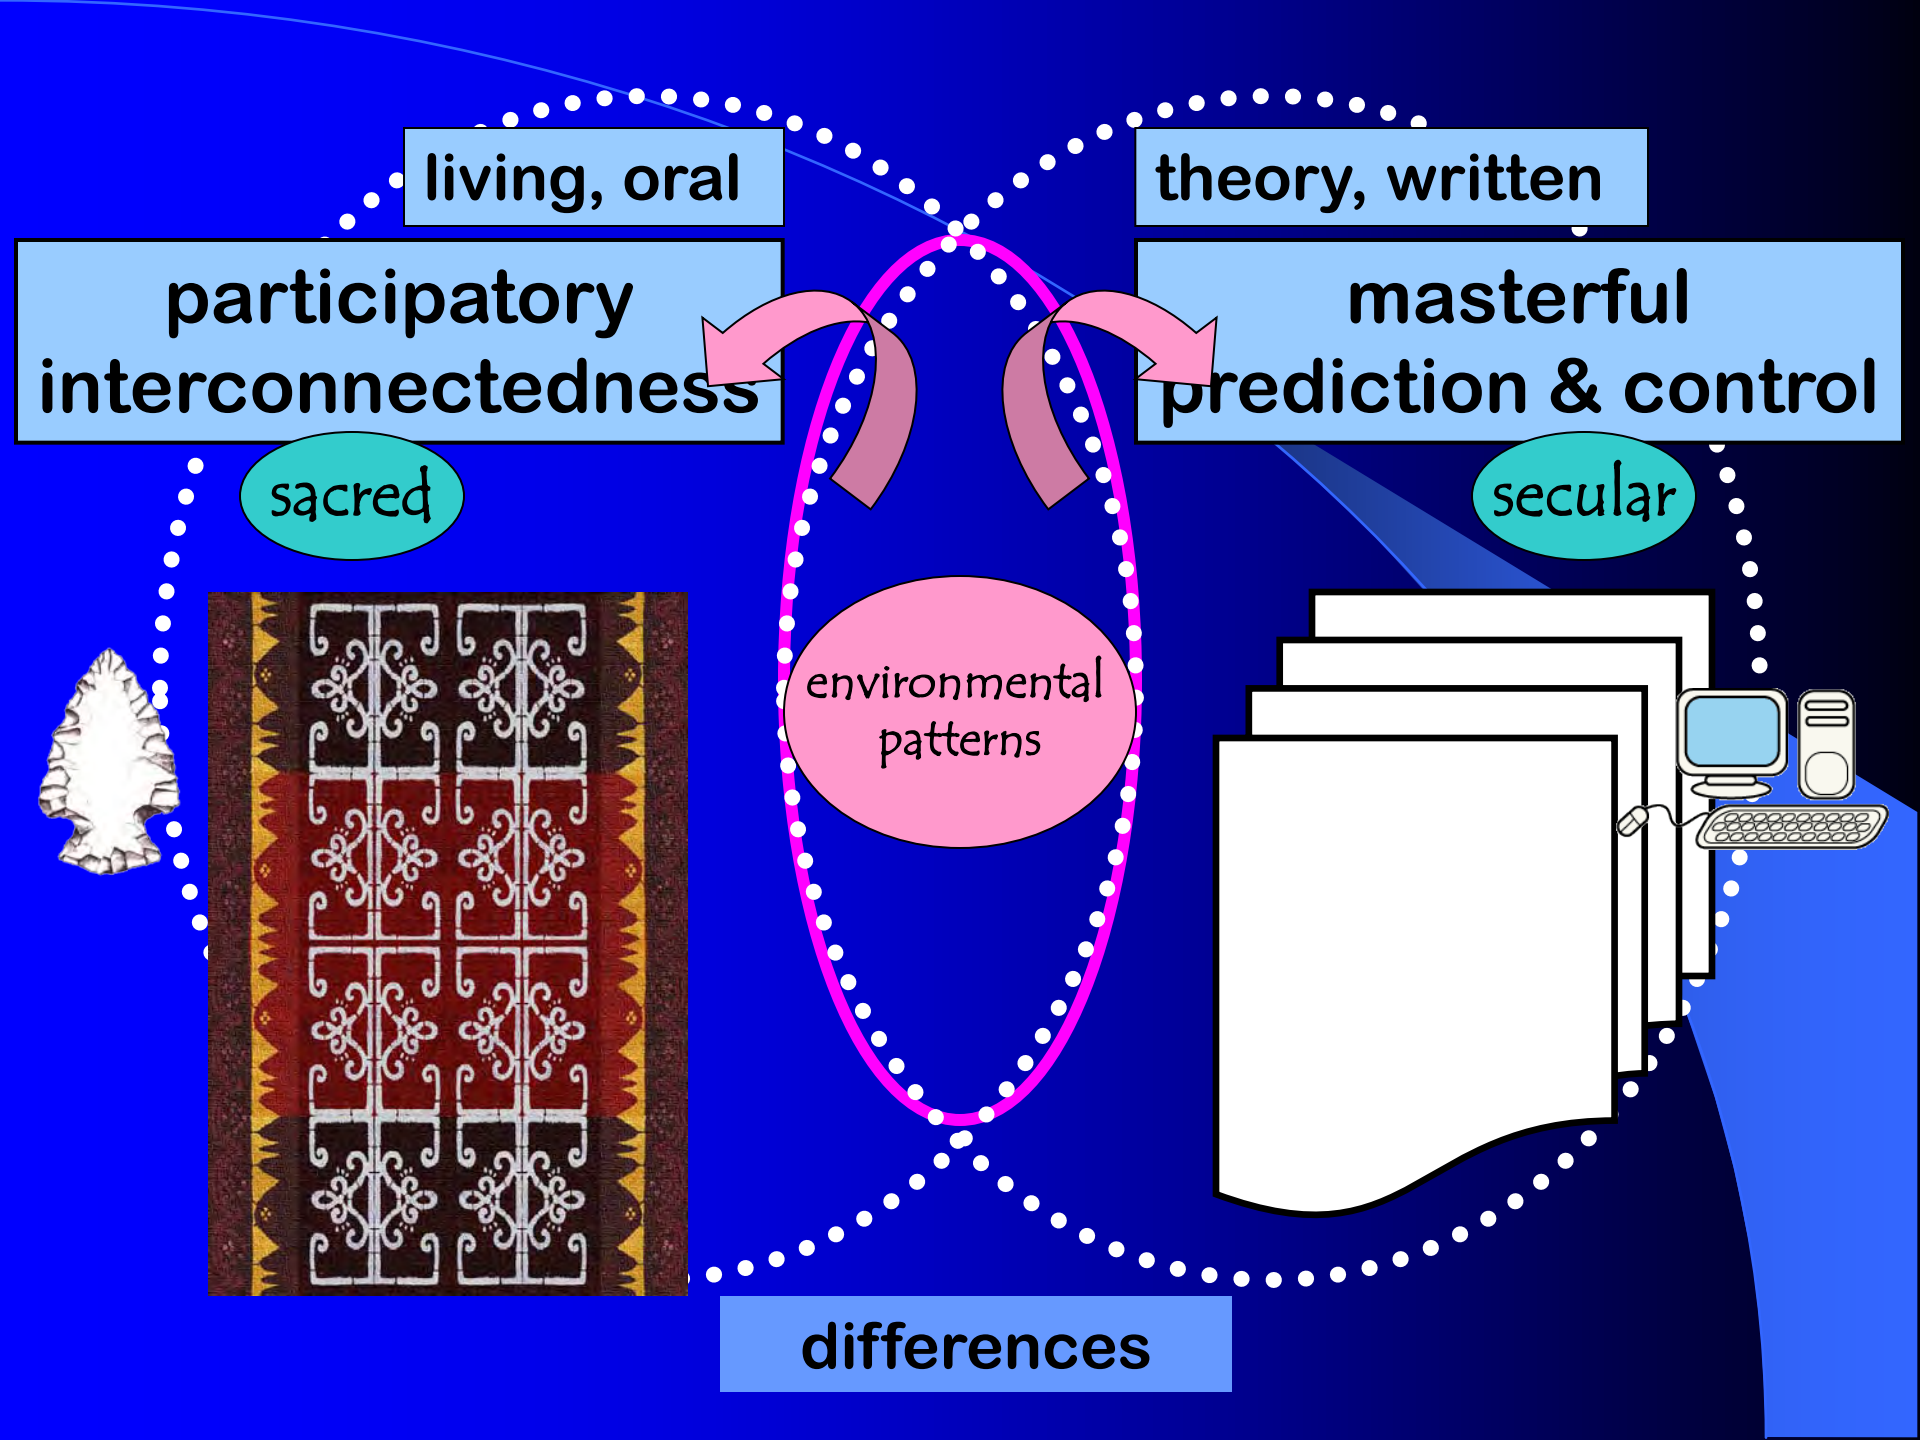 living, oral
theory, written
participatory
interconnectedness
masterful
prediction & control
sacred
secular
environmental
patterns
differences